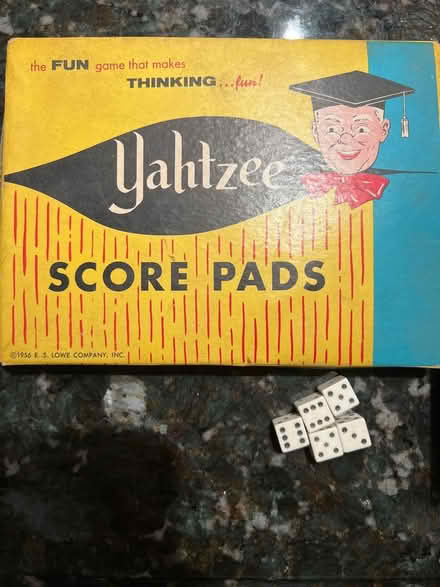 the FUN game that makes
THINKING...fun!
Yahtzee
SCORE PADS
©1956 E. S. LOWE COMPANY, INC.